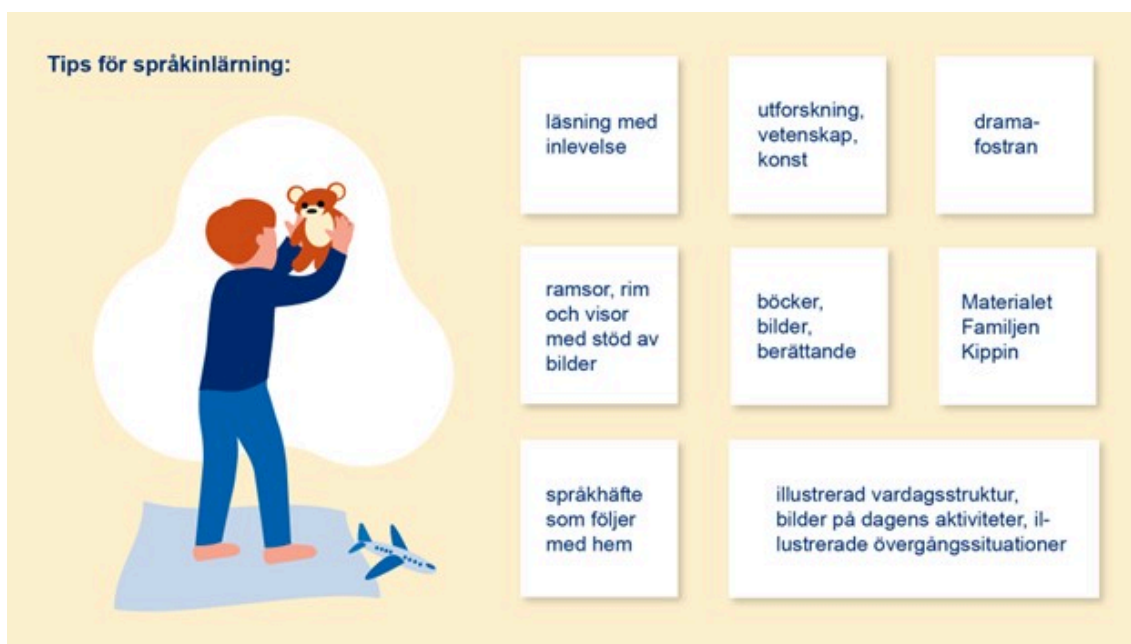 Tips för språkinlärning:
läsning med
inlevelse
utforskning,
vetenskap,
konst
drama-
fostran
ramsor, rim
och visor
med stöd av
bilder
böcker,
bilder,
berättande
Materialet
Familjen
Kippin
språkhäfte
som följer
med hem
illustrerad vardagsstruktur,
bilder på dagens aktiviteter, il-
lustrerade övergångssituationer